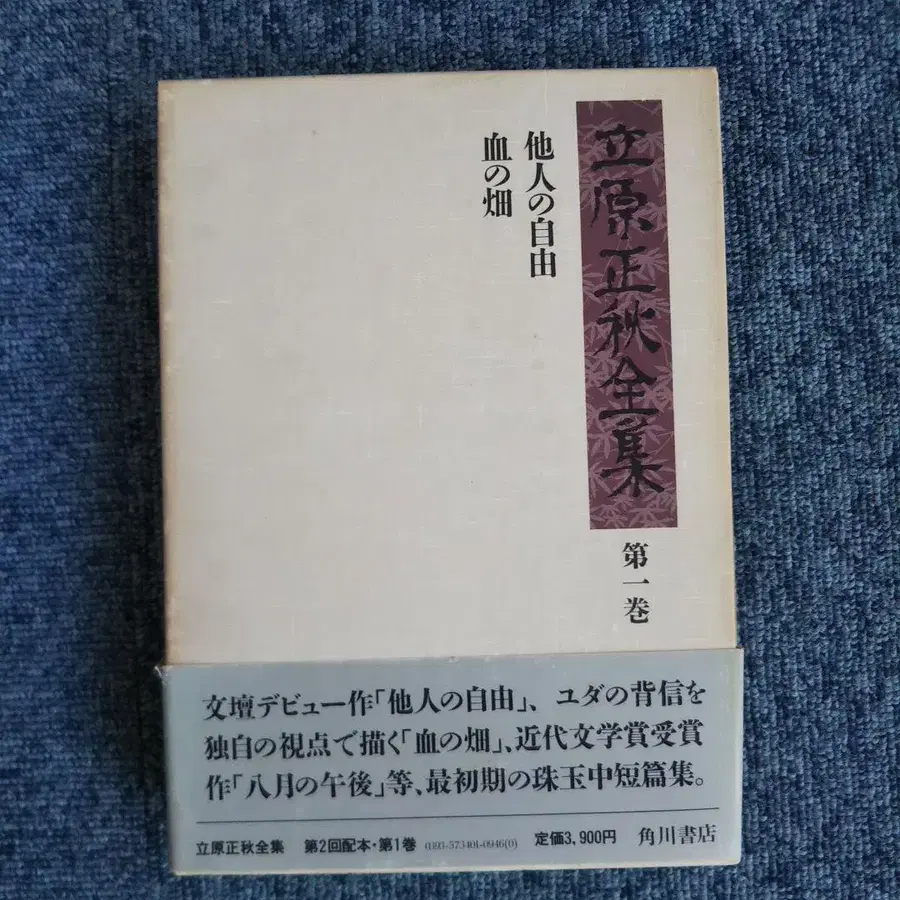 立原正秋全集
第一巻
他人の自由
血の畑
文壇デビュー作「他人の自由」、ユダの背信を
独自の視点で描く「血の畑」、近代文学賞受賞
作「八月の午後」等、最初期の珠玉中短篇集。
立原正秋全集 第2回配本・第1巻 0393-573401-0946(0) 定価3,900円 角川書店